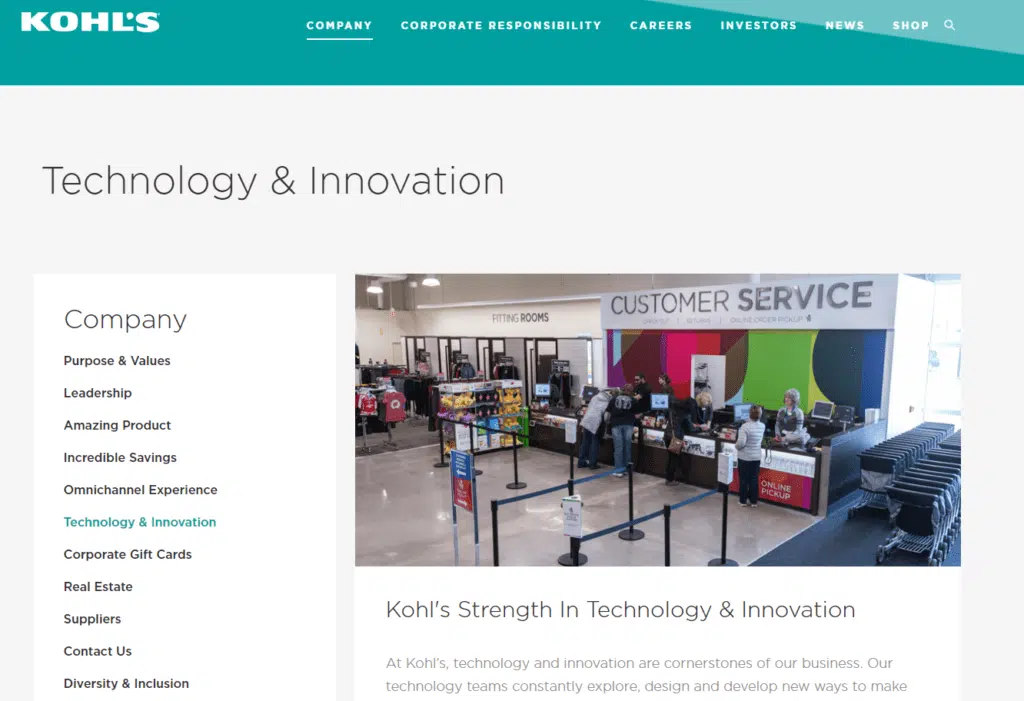 KOHL'S
COMPANY CORPORATE RESPONSIBILITY CAREERS INVESTORS NEWS SHOP
Technology & Innovation
Company
Purpose & Values
Leadership
Amazing Product
Incredible Savings
Omnichannel Experience
Technology & Innovation
Corporate Gift Cards
Real Estate
Suppliers
Contact Us
Diversity & Inclusion
CUSTOMER SERVICE
FITTING ROOMS
ONLINE
PICKUP
Kohl's Strength In Technology & Innovation
At Kohl's, technology and innovation are cornerstones of our business. Our
technology teams constantly explore, design and develop new ways to make